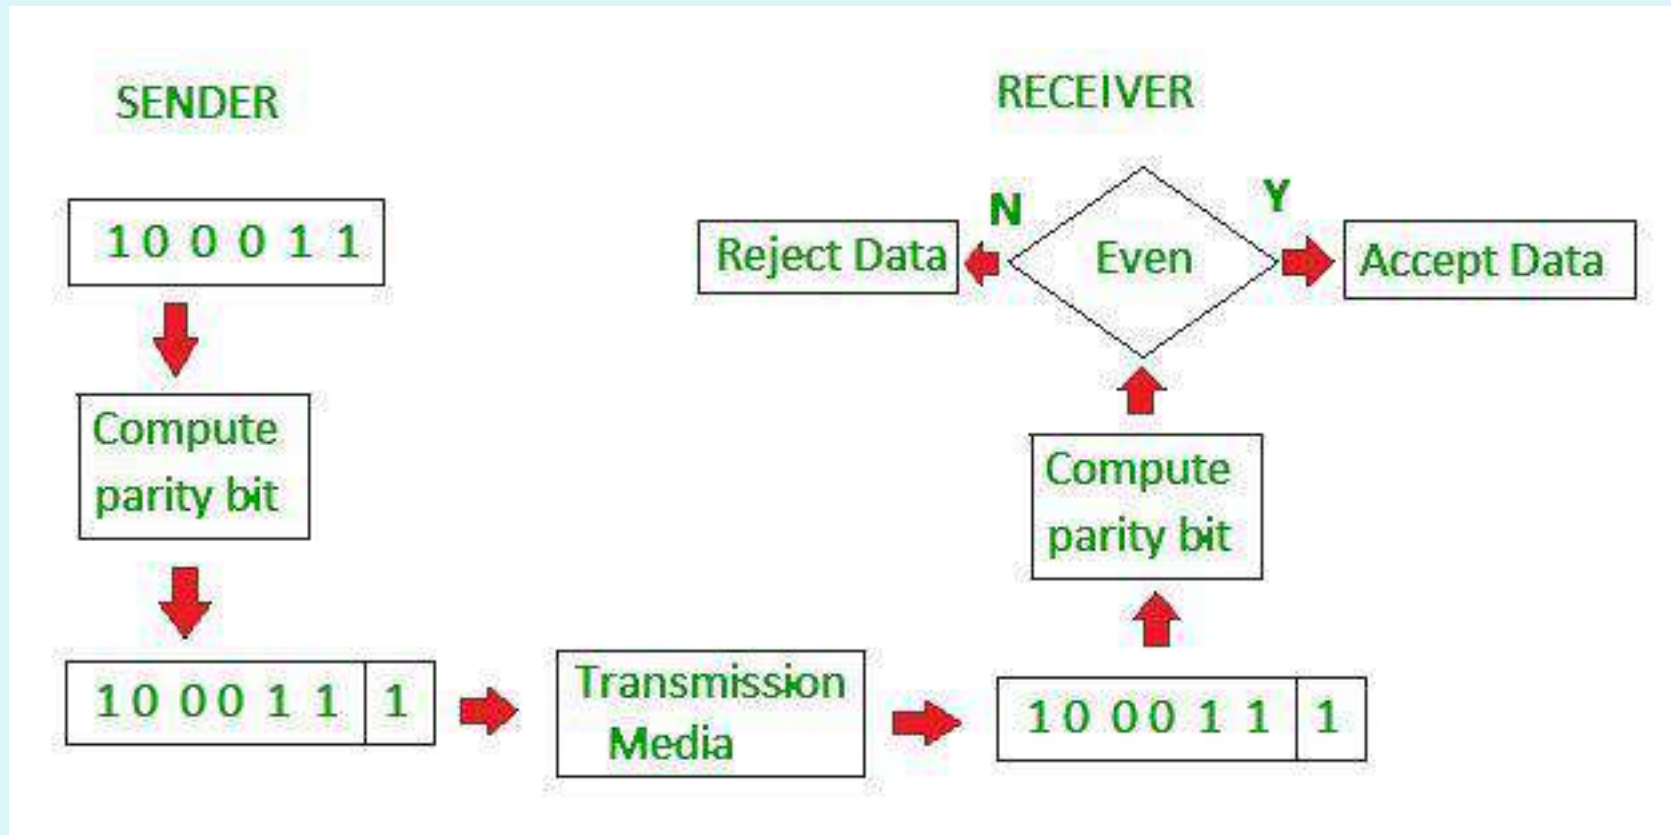 SENDER
1 0 0 0 1 1
Compute
parity bit
1 0 0 0 1 1 1
Transmission
Media
RECEIVER
N
Y
Reject Data
Even
Accept Data
Compute
parity bit
1 0 0 0 1 1 1